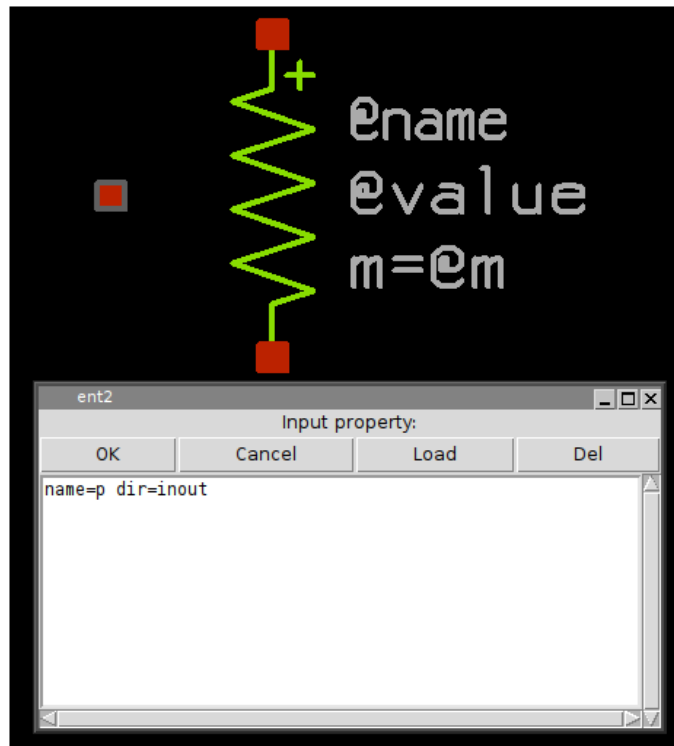 @name
@value
m=@m
ent2
Input property:
OK Cancel Load Del
name=p dir=inout